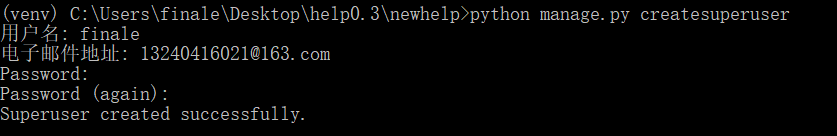 (venv) C:\Users\finale\Desktop\help0.3\newhelp>python manage.py createsuperuser
用户名: finale
电子邮件地址: 13240416021@163.com
Password:
Password (again):
Superuser created successfully.